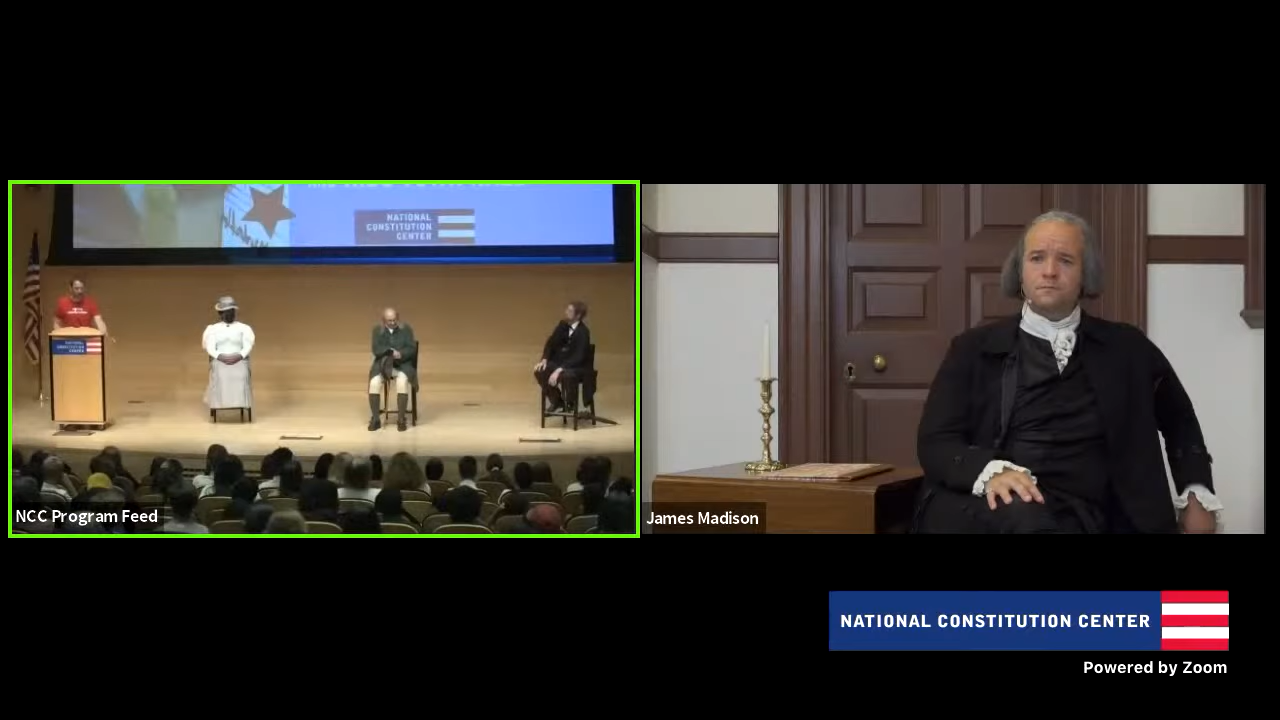 NATIONAL
CONSTITUTION
CENTER
NCC Program Feed
James Madison
NATIONAL CONSTITUTION CENTER
Powered by Zoom